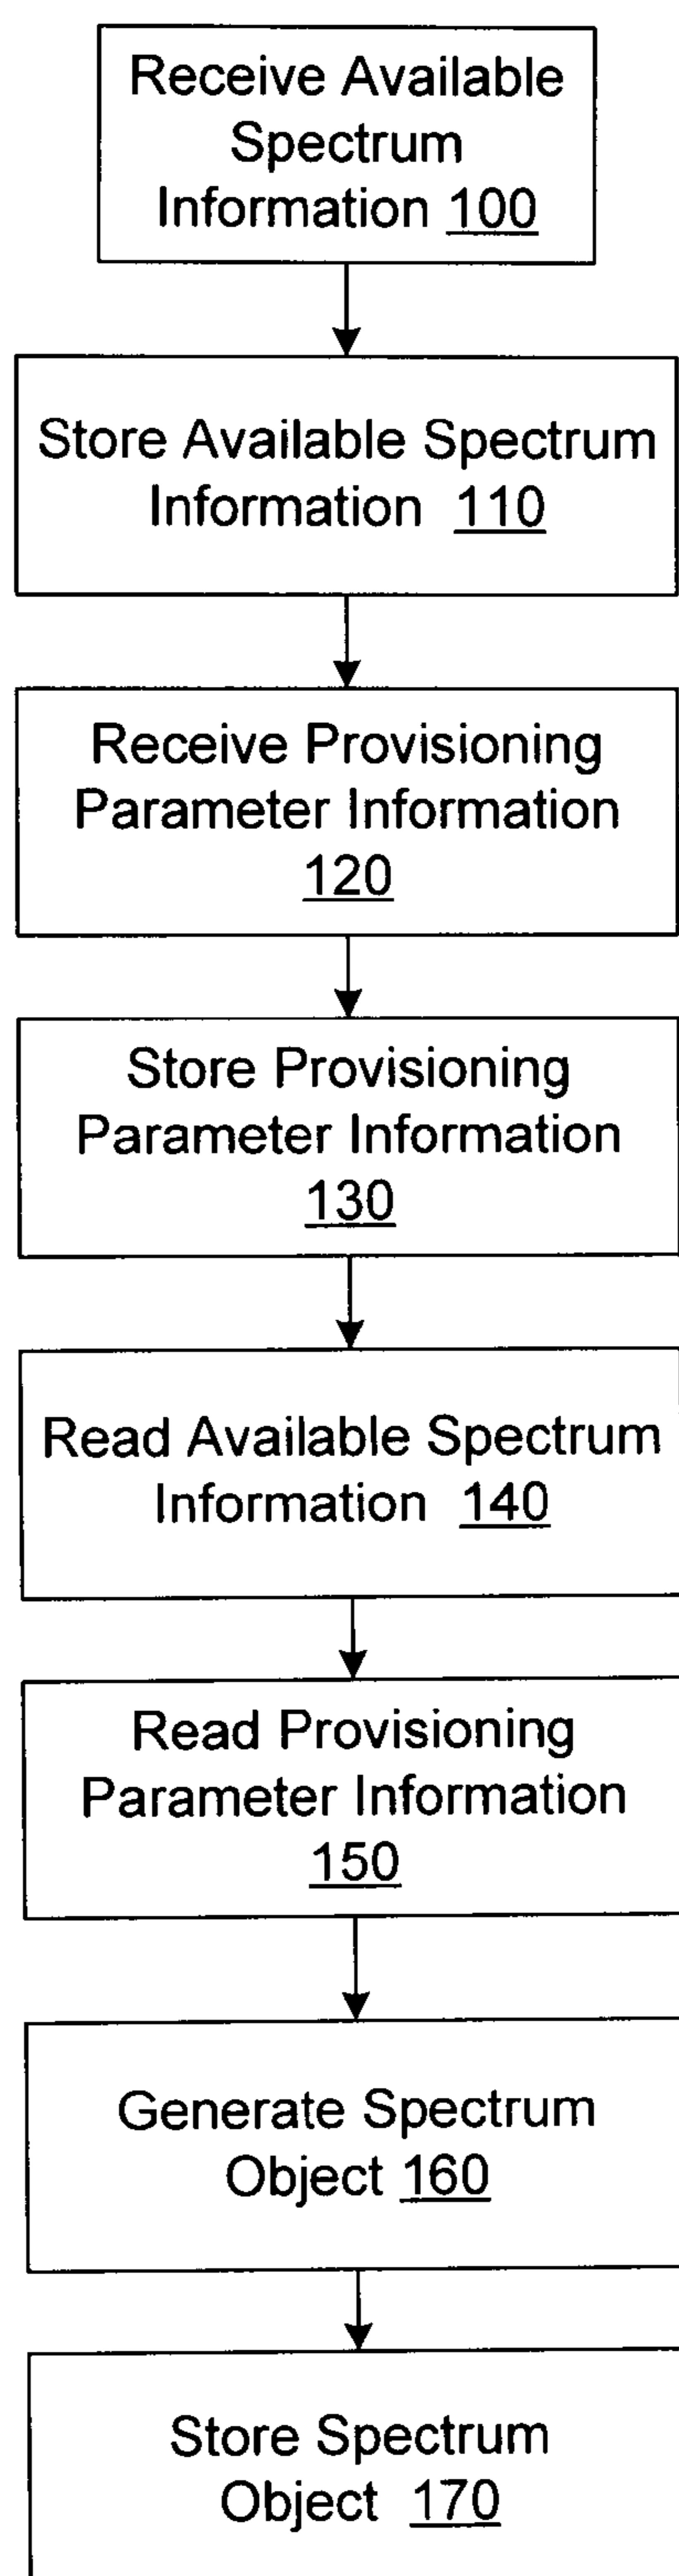 Receive Available
Spectrum
Information 100
Store Available Spectrum
Information 110
Receive Provisioning
Parameter Information
120
Store Provisioning
Parameter Information
130
Read Available Spectrum
Information 140
Read Provisioning
Parameter Information
150
Generate Spectrum
Object 160
Store Spectrum
Object 170